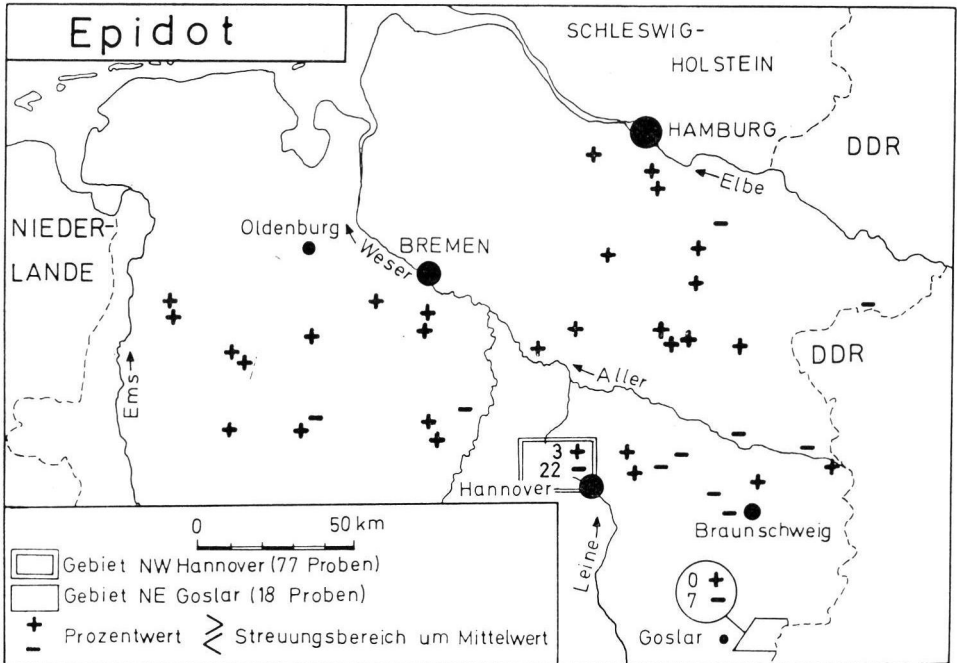 Epidot
SCHLESWIG-
HOLSTEIN
HAMBURG
DDR
Elbe
NIEDER-
LANDE
Oldenburg
BREMEN
Weser
DDR
Ems
Aller
3 +
22 −
Hannover
Braunschweig
Leine
0 +
7 −
Goslar
0 50 km
Gebiet NW Hannover (77 Proben)
Gebiet NE Goslar (18 Proben)
+ > 
− Prozentwert < Streuungsbereich um Mittelwert